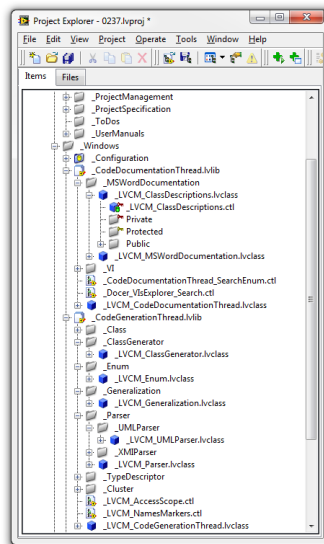 Project Explorer - 0237.lvproj *
File Edit View Project Operate Tools Window Help
Items Files
_ProjectManagement
_ProjectSpecification
_ToDos
_UserManuals
_Windows
_Configuration
_CodeDocumentationThread.lvlib
_MSWordDocumentation
_LVCM_ClassDescriptions.lvclass
_LVCM_ClassDescriptions.ctl
Private
Protected
Public
_LVCM_MSWordDocumentation.lvclass
_VI
_CodeDocumentationThread_SearchEnum.ctl
_Docer_VIsExplorer_Search.ctl
_LVCM_CodeDocumentationThread.lvclass
_CodeGenerationThread.lvlib
_Class
_ClassGenerator
_LVCM_ClassGenerator.lvclass
_Enum
_LVCM_Enum.lvclass
_Generalization
_LVCM_Generalization.lvclass
_Parser
_UMLParser
_LVCM_UMLParser.lvclass
_XMIParser
_LVCM_Parser.lvclass
_TypeDescriptor
_Cluster
_LVCM_AccessScope.ctl
_LVCM_NamesMarkers.ctl
_LVCM_CodeGenerationThread.lvclass